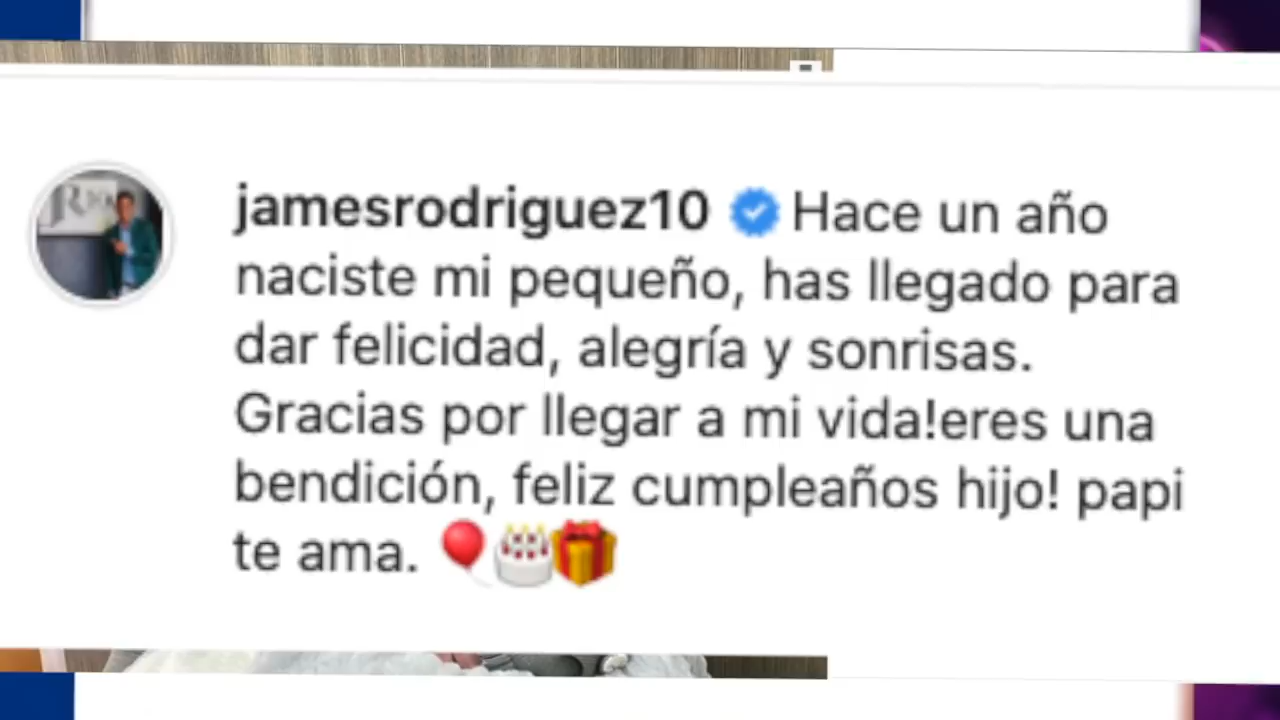 jamesrodriguez10 Hace un año
naciste mi pequeño, has llegado para
dar felicidad, alegría y sonrisas.
Gracias por llegar a mi vida!eres una
bendición, feliz cumpleaños hijo! papi
te ama. 🎈🎂🎁